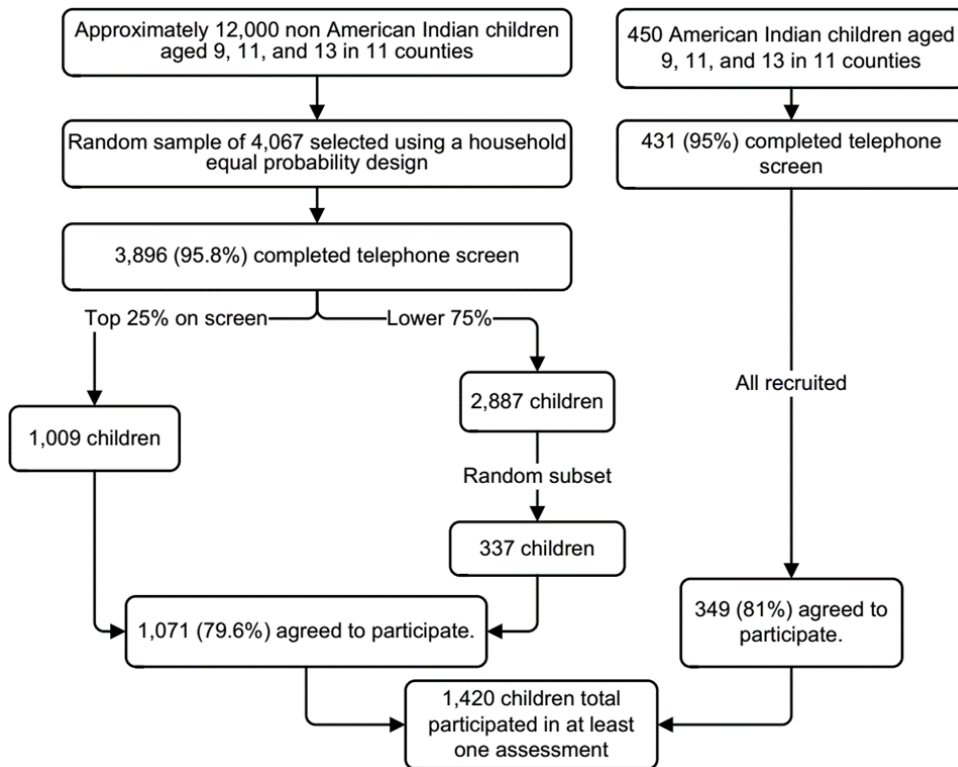 Approximately 12,000 non American Indian children
aged 9, 11, and 13 in 11 counties
450 American Indian children aged
9, 11, and 13 in 11 counties
Random sample of 4,067 selected using a household
equal probability design
431 (95%) completed telephone
screen
3,896 (95.8%) completed telephone screen
Top 25% on screen
Lower 75%
All recruited
1,009 children
2,887 children
Random subset
337 children
1,071 (79.6%) agreed to participate.
349 (81%) agreed to
participate.
1,420 children total
participated in at least
one assessment